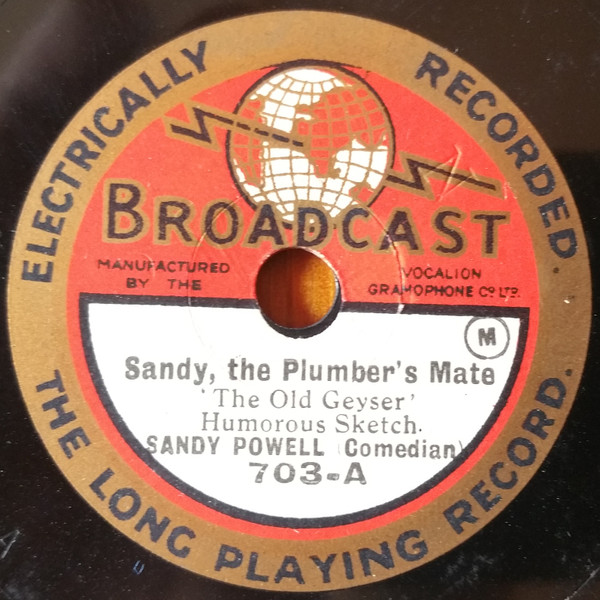 ELECTRICALLY RECORDED
BROADCAST
MANUFACTURED
BY THE
VOCALION
GRAMOPHONE CO LTD.
M
Sandy, the Plumber's Mate
'The Old Geyser'
Humorous Sketch.
SANDY POWELL (Comedian)
703-A
THE LONG PLAYING RECORD.